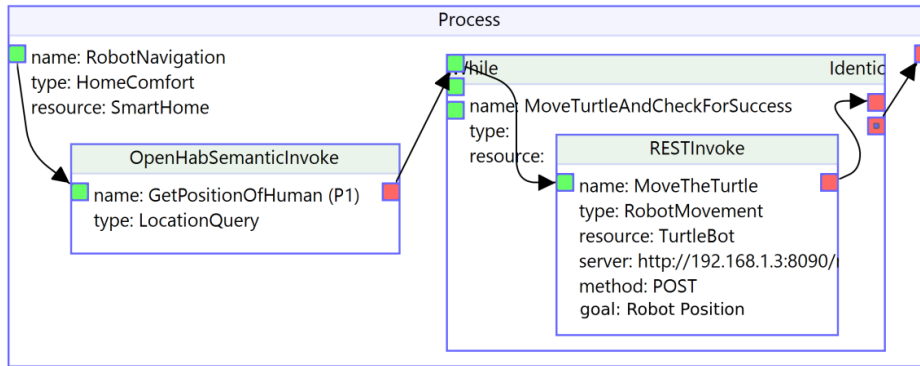 Process
name: RobotNavigation
type: HomeComfort
resource: SmartHome
OpenHabSemanticInvoke
name: GetPositionOfHuman (P1)
type: LocationQuery
While
Identic
name: MoveTurtleAndCheckForSuccess
type:
resource:
RESTInvoke
name: MoveTheTurtle
type: RobotMovement
resource: TurtleBot
server: http://192.168.1.3:8090/
method: POST
goal: Robot Position